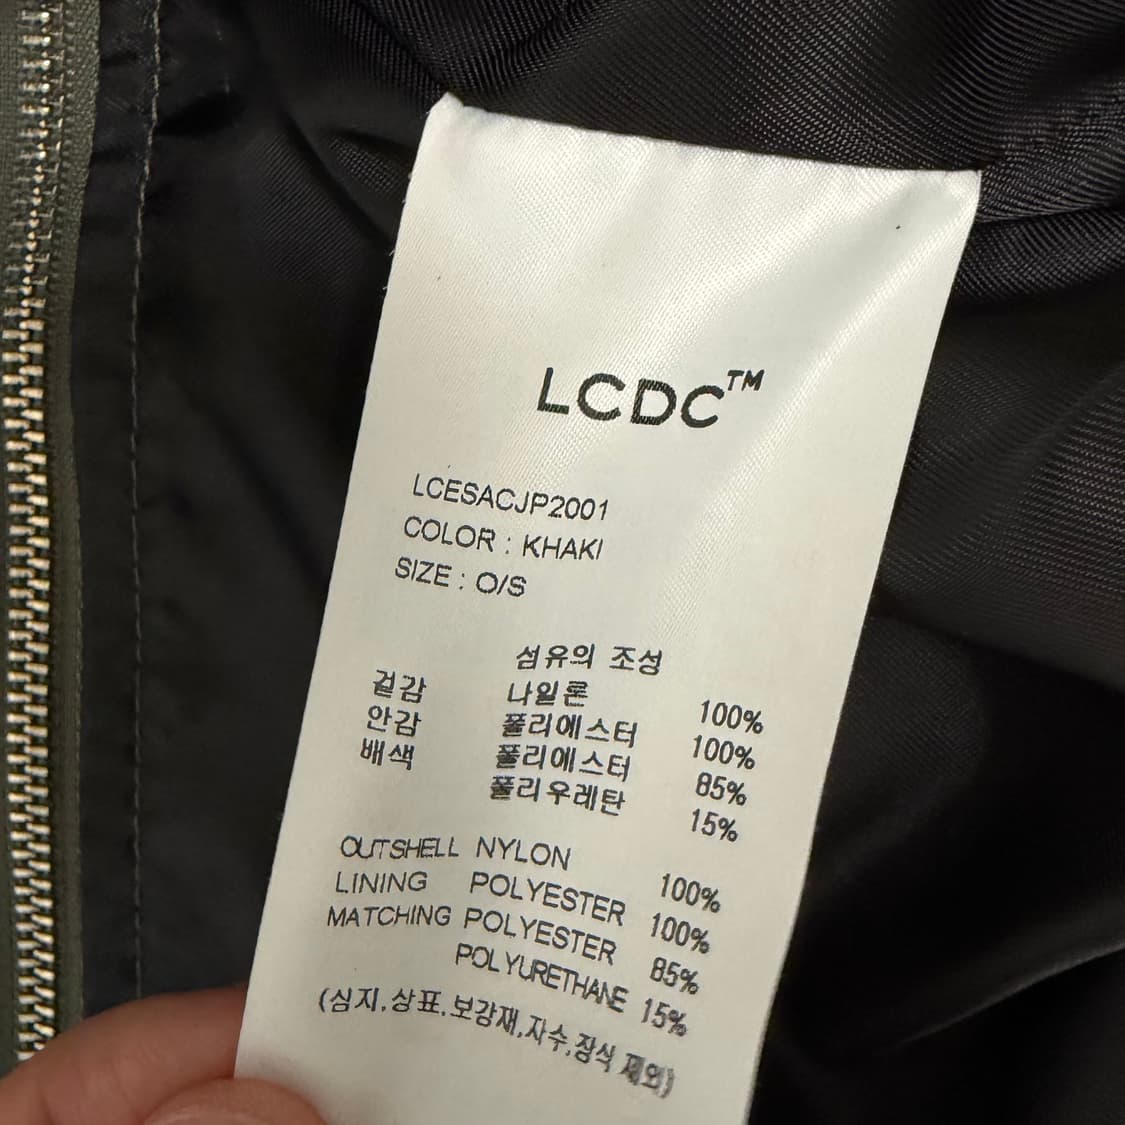 LCDC™
LCESACJP2001
COLOR : KHAKI
SIZE : O/S
섬유의 조성
겉감 나일론 100%
안감 폴리에스터 100%
배색 폴리에스터 85%
폴리우레탄 15%
OUTSHELL NYLON 100%
LINING POLYESTER 100%
MATCHING POLYESTER 85%
POLYURETHANE 15%
(심지.상표.보강재.자수.장식 제외)